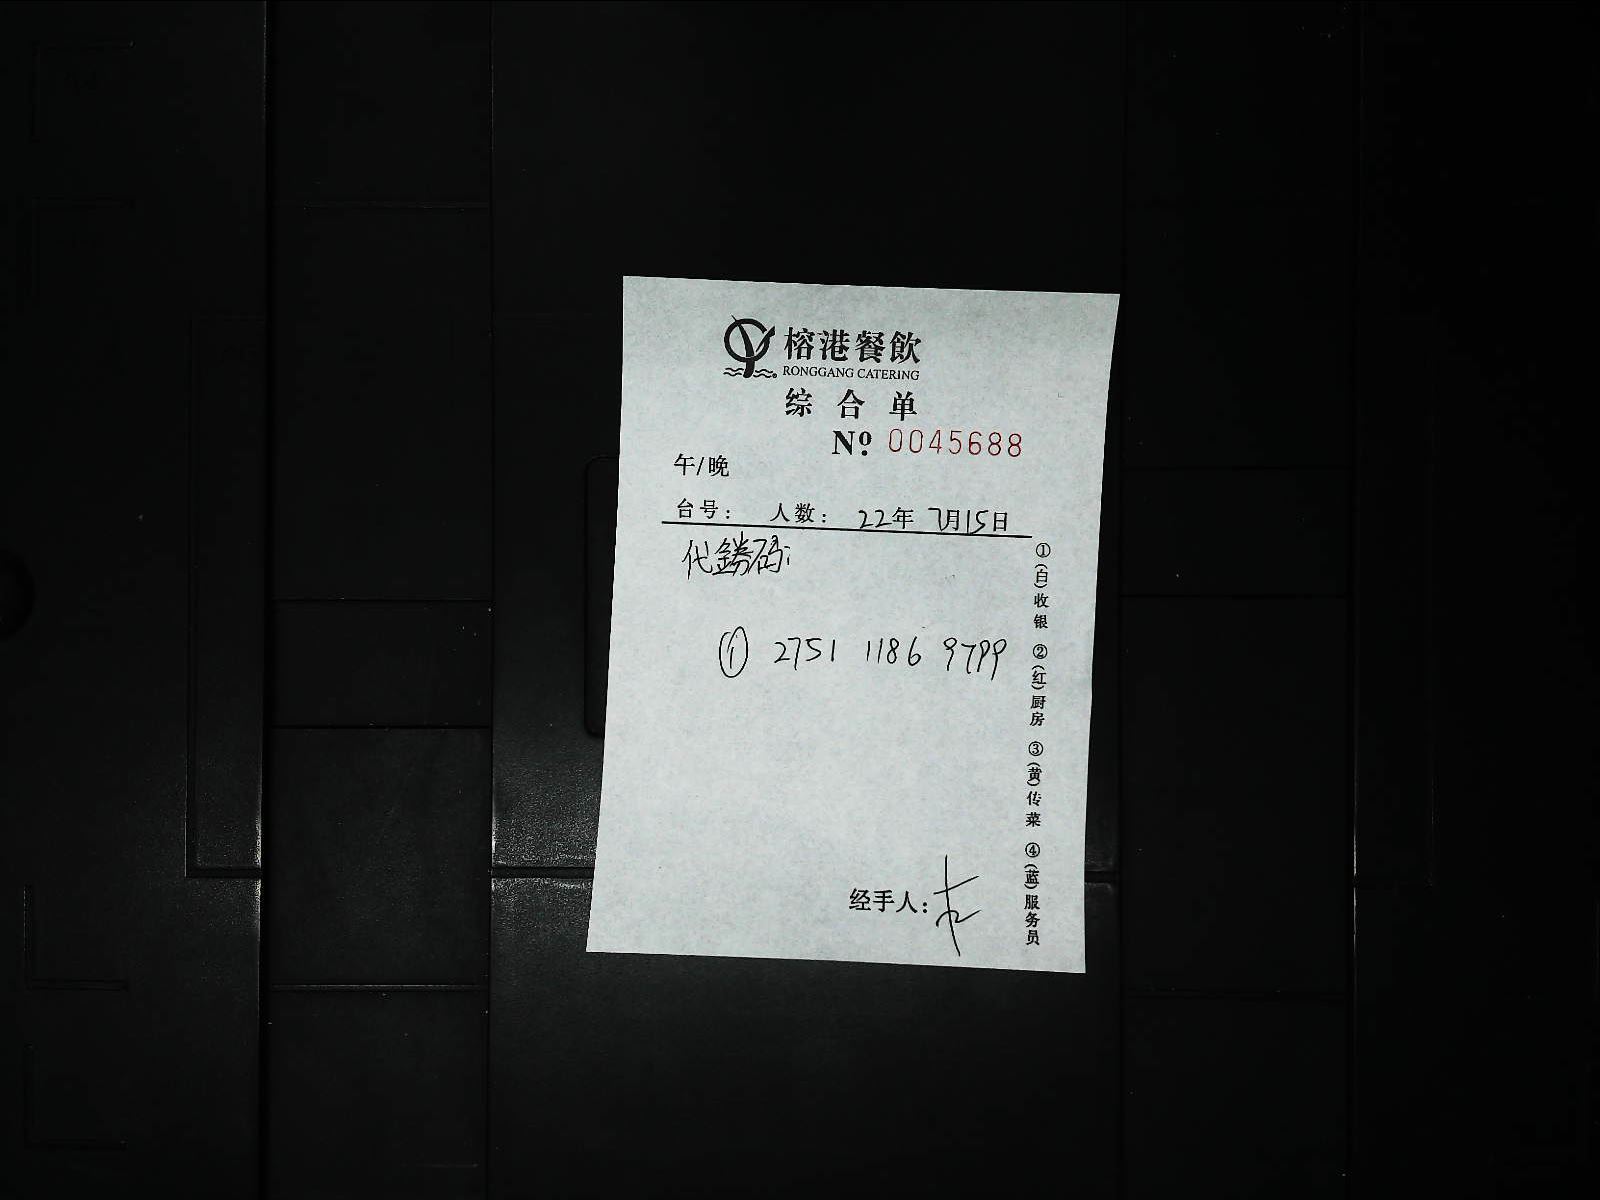 榕港餐飲
RONGGANG CATERING
综合单
Nº 0045688
午/晚
台号： 人数： 22年 7月15日
代鎊码：
① 2751 1186 9799
①(白)收银 ②(红)厨房 ③(黄)传菜 ④(蓝)服务员
经手人：